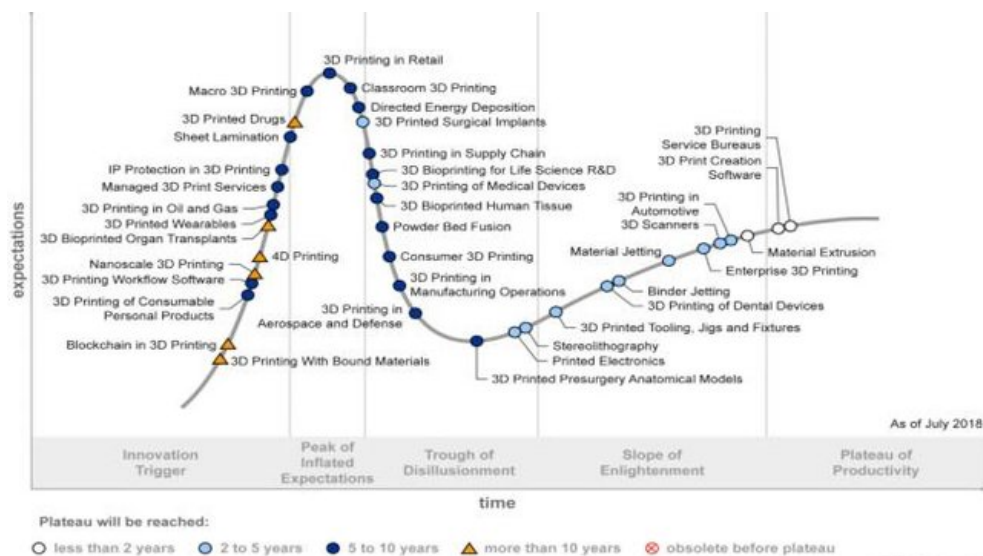 3D Printing in Retail
Macro 3D Printing
Classroom 3D Printing
Directed Energy Deposition
3D Printed Drugs
3D Printed Surgical Implants
Sheet Lamination
3D Printing in Supply Chain
IP Protection in 3D Printing
3D Bioprinting for Life Science R&D
Managed 3D Print Services
3D Printing of Medical Devices
3D Printing in Oil and Gas
3D Bioprinted Human Tissue
3D Printed Wearables
Powder Bed Fusion
3D Bioprinted Organ Transplants
4D Printing
Consumer 3D Printing
Nanoscale 3D Printing
3D Printing Workflow Software
3D Printing in
Manufacturing Operations
3D Printing of Consumable
Personal Products
3D Printing in
Aerospace and Defense
Blockchain in 3D Printing
3D Printing With Bound Materials
3D Printing
Service Bureaus
3D Print Creation
Software
3D Printing in
Automotive
3D Scanners
Material Jetting
Material Extrusion
Enterprise 3D Printing
Binder Jetting
3D Printing of Dental Devices
3D Printed Tooling, Jigs and Fixtures
Stereolithography
Printed Electronics
3D Printed Presurgery Anatomical Models
As of July 2018
expectations
Innovation
Trigger
Peak of
Inflated
Expectations
Trough of
Disillusionment
Slope of
Enlightenment
Plateau of
Productivity
time
Plateau will be reached:
less than 2 years
2 to 5 years
5 to 10 years
more than 10 years
obsolete before plateau